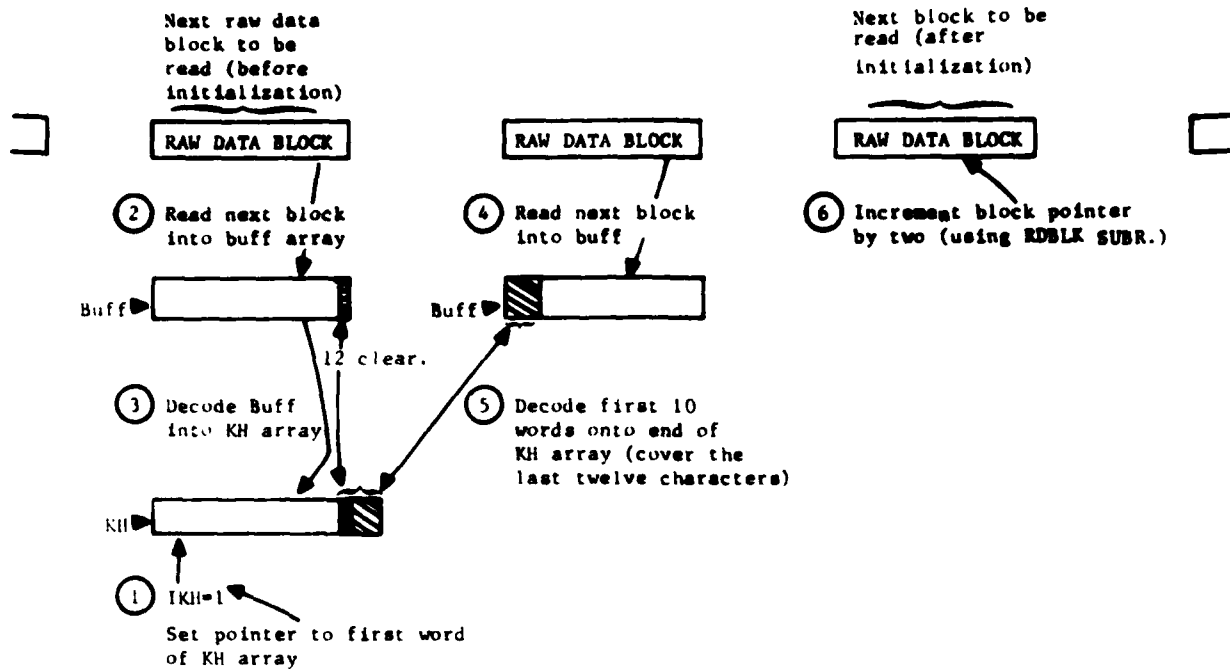 Next raw data
block to be
read (before
initialization)
Next block to be
read (after
initialization)
RAW DATA BLOCK
RAW DATA BLOCK
RAW DATA BLOCK
2 Read next block
into buff array
4 Read next block
into buff
6 Increment block pointer
by two (using RDBLK SUBR.)
Buff
Buff
12 clear.
3 Decode Buff
into KH array
5 Decode first 10
words onto end of
KH array (cover the
last twelve characters)
KH
1 IKH=1
Set pointer to first word
of KH array